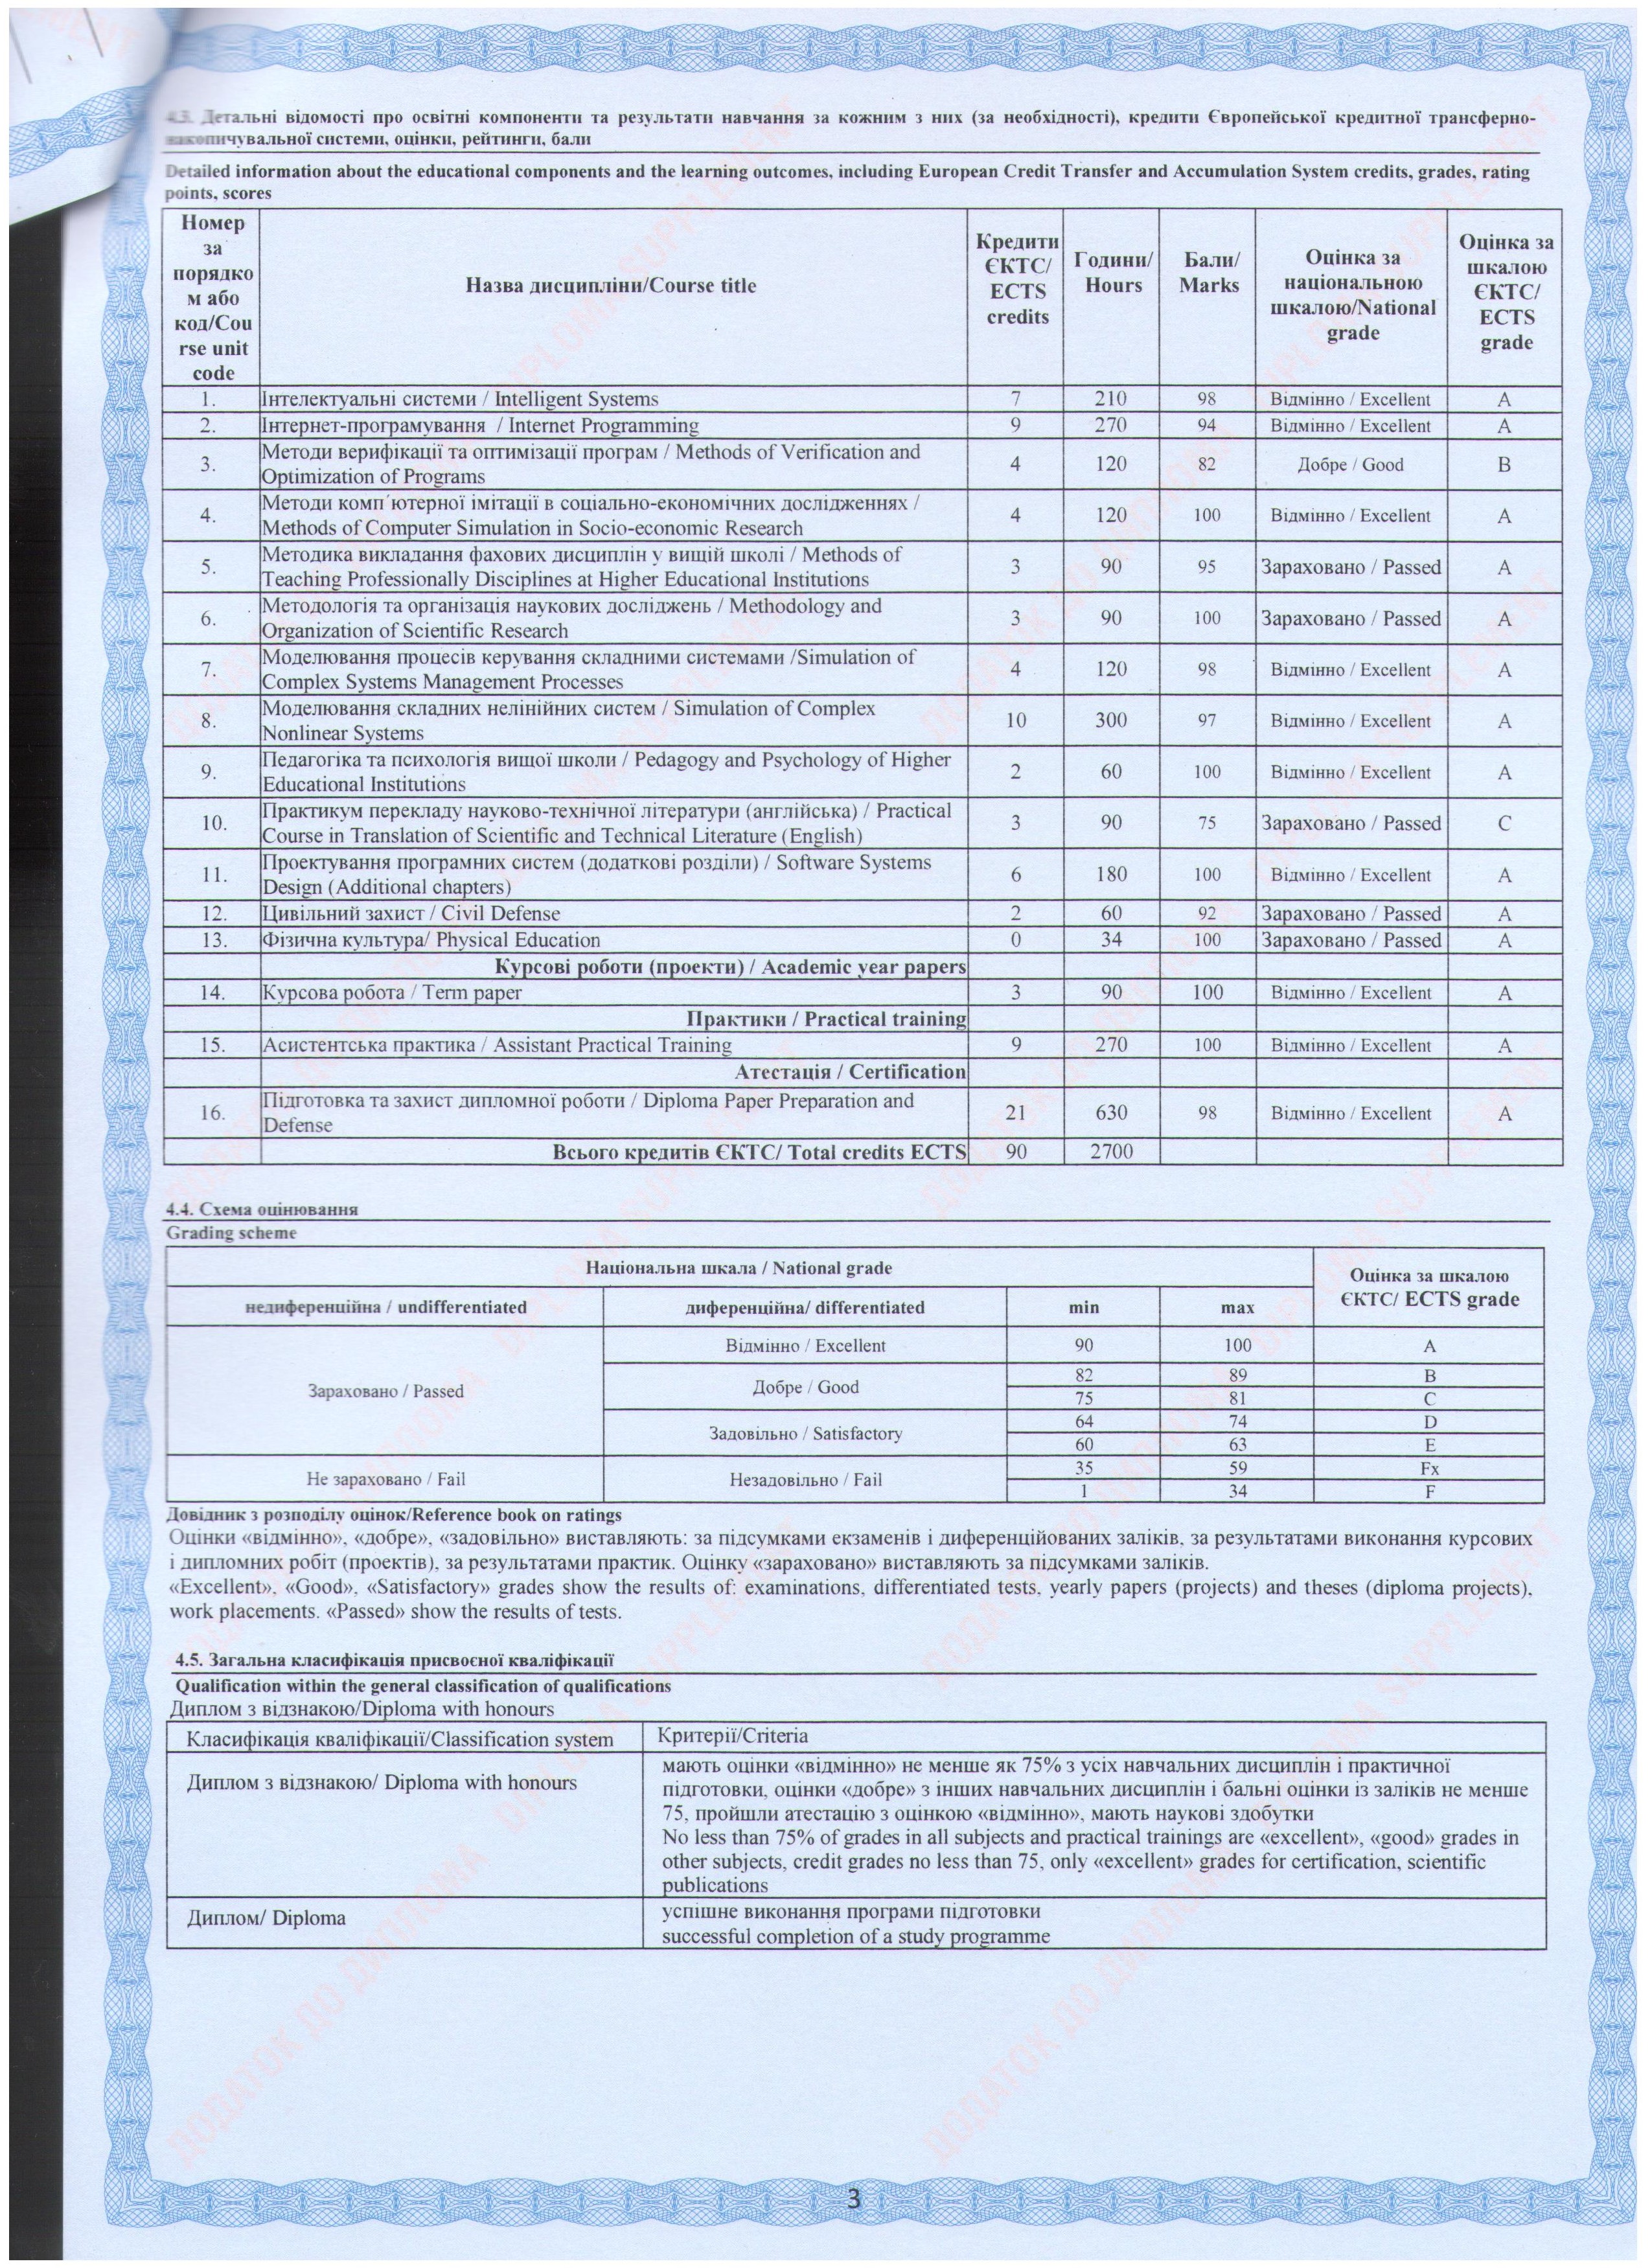 4.3. Детальні відомості про освітні компоненти та результати навчання за кожним з них (за необхідності), кредити Європейської кредитної трансферно-
накопичувальної системи, оцінки, рейтинги, бали
Detailed information about the educational components and the learning outcomes, including European Credit Transfer and Accumulation System credits, grades, rating
points, scores
Номер
за
порядко
м або
код/Cou
rse unit
code
Назва дисципліни/Course title
Кредити
ЄКТС/
ECTS
credits
Години/
Hours
Бали/
Marks
Оцінка за
національною
шкалою/National
grade
Оцінка за
шкалою
ЄКТС/
ECTS
grade
1. Інтелектуальні системи / Intelligent Systems 7 210 98 Відмінно / Excellent A
2. Інтернет-програмування / Internet Programming 9 270 94 Відмінно / Excellent A
3. Методи верифікації та оптимізації програм / Methods of Verification and
Optimization of Programs 4 120 82 Добре / Good B
4. Методи комп´ютерної імітації в соціально-економічних дослідженнях /
Methods of Computer Simulation in Socio-economic Research 4 120 100 Відмінно / Excellent A
5. Методика викладання фахових дисциплін у вищій школі / Methods of
Teaching Professionally Disciplines at Higher Educational Institutions 3 90 95 Зараховано / Passed A
6. Методологія та організація наукових досліджень / Methodology and
Organization of Scientific Research 3 90 100 Зараховано / Passed A
7. Моделювання процесів керування складними системами /Simulation of
Complex Systems Management Processes 4 120 98 Відмінно / Excellent A
8. Моделювання складних нелінійних систем / Simulation of Complex
Nonlinear Systems 10 300 97 Відмінно / Excellent A
9. Педагогіка та психологія вищої школи / Pedagogy and Psychology of Higher
Educational Institutions 2 60 100 Відмінно / Excellent A
10. Практикум перекладу науково-технічної літератури (англійська) / Practical
Course in Translation of Scientific and Technical Literature (English) 3 90 75 Зараховано / Passed C
11. Проектування програмних систем (додаткові розділи) / Software Systems
Design (Additional chapters) 6 180 100 Відмінно / Excellent A
12. Цивільний захист / Civil Defense 2 60 92 Зараховано / Passed A
13. Фізична культура/ Physical Education 0 34 100 Зараховано / Passed A
Курсові роботи (проекти) / Academic year papers
14. Курсова робота / Term paper 3 90 100 Відмінно / Excellent A
Практики / Practical training
15. Асистентська практика / Assistant Practical Training 9 270 100 Відмінно / Excellent A
Атестація / Certification
16. Підготовка та захист дипломної роботи / Diploma Paper Preparation and
Defense 21 630 98 Відмінно / Excellent A
Всього кредитів ЄКТС/ Total credits ECTS 90 2700
4.4. Схема оцінювання
Grading scheme
Національна шкала / National grade
Оцінка за шкалою
ЄКТС/ ECTS grade
недиференційна / undifferentiated диференційна/ differentiated min max
Зараховано / Passed
Відмінно / Excellent 90 100 A
Добре / Good
82 89 B
75 81 C
Задовільно / Satisfactory
64 74 D
60 63 E
Не зараховано / Fail Незадовільно / Fail
35 59 Fx
1 34 F
Довідник з розподілу оцінок/Reference book on ratings
Оцінки «відмінно», «добре», «задовільно» виставляють: за підсумками екзаменів і диференційованих заліків, за результатами виконання курсових
і дипломних робіт (проектів), за результатами практик. Оцінку «зараховано» виставляють за підсумками заліків.
«Excellent», «Good», «Satisfactory» grades show the results of: examinations, differentiated tests, yearly papers (projects) and theses (diploma projects),
work placements. «Passed» show the results of tests.
4.5. Загальна класифікація присвоєної кваліфікації
Qualification within the general classification of qualifications
Диплом з відзнакою/Diploma with honours
Класифікація кваліфікації/Classification system Критерії/Criteria
Диплом з відзнакою/ Diploma with honours
мають оцінки «відмінно» не менше як 75% з усіх навчальних дисциплін і практичної
підготовки, оцінки «добре» з інших навчальних дисциплін і бальні оцінки із заліків не менше
75, пройшли атестацію з оцінкою «відмінно», мають наукові здобутки
No less than 75% of grades in all subjects and practical trainings are «excellent», «good» grades in
other subjects, credit grades no less than 75, only «excellent» grades for certification, scientific
publications
Диплом/ Diploma
успішне виконання програми підготовки
successful completion of a study programme
3